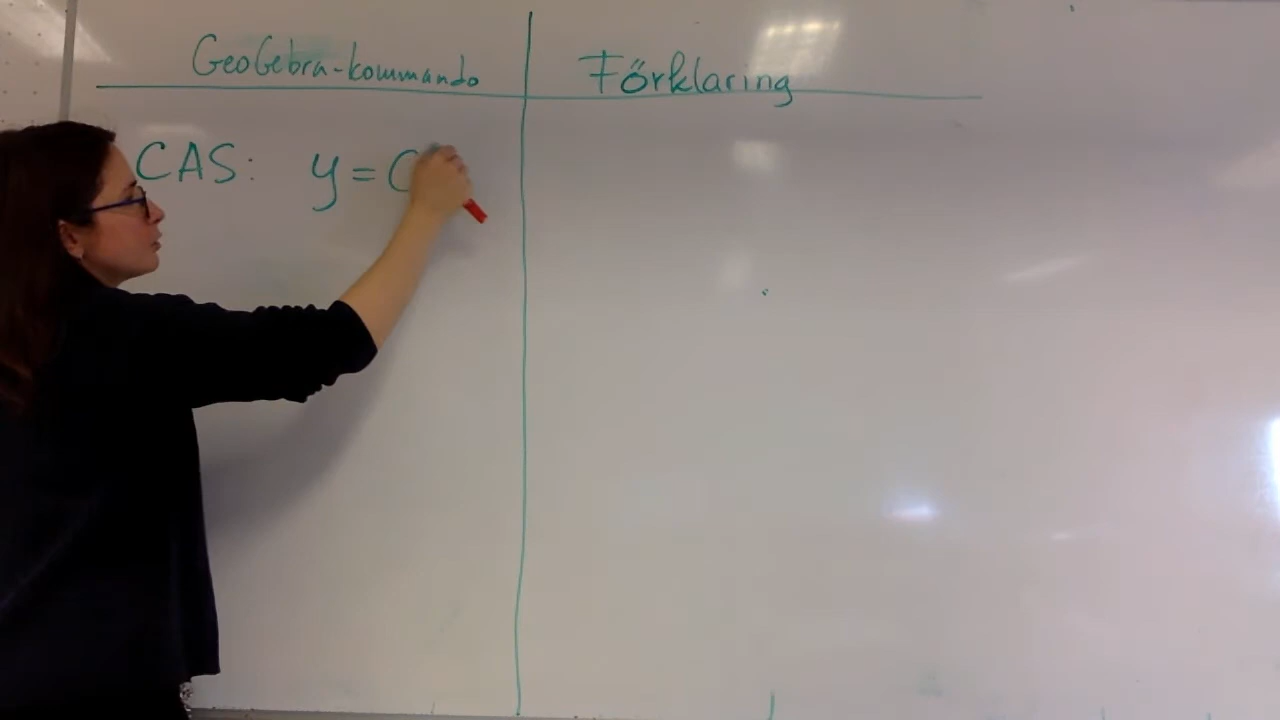 GeoGebra-kommando
Förklaring
CAS: y = C